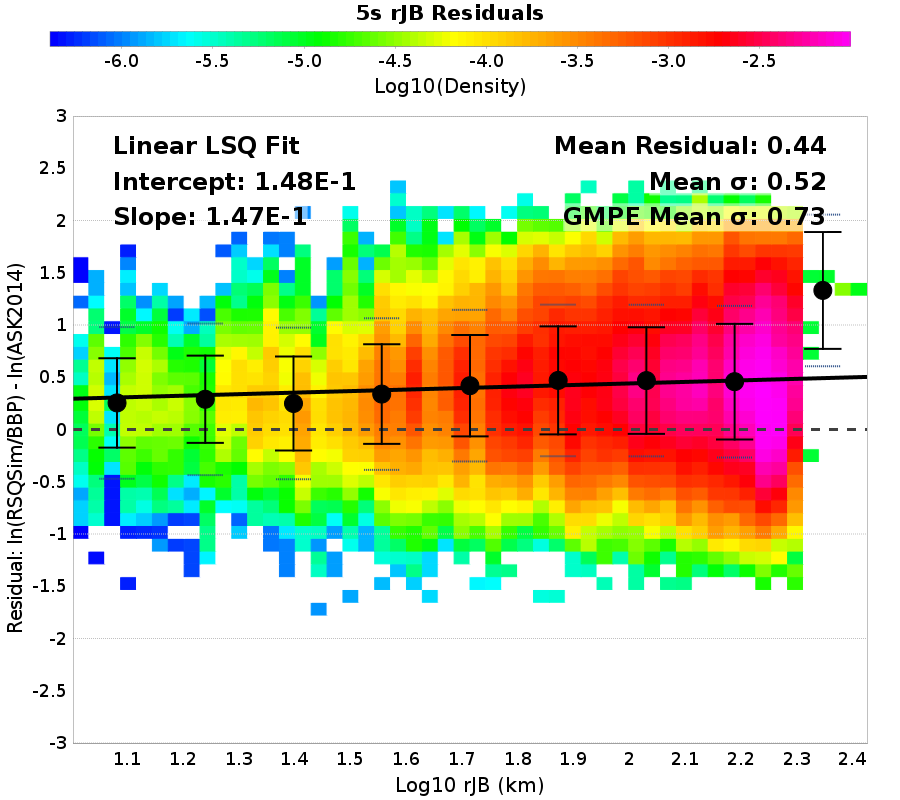 5s rJB Residuals
-6.0 -5.5 -5.0 -4.5 -4.0 -3.5 -3.0 -2.5
Log10(Density)
Linear LSQ Fit
Intercept: 1.48E-1
Slope: 1.47E-1
Mean Residual: 0.44
Mean σ: 0.52
GMPE Mean σ: 0.73
3
2.5
2
1.5
1
0.5
0
-0.5
-1
-1.5
-2
-2.5
-3
Residual: ln(RSQSim/BBP) - ln(ASK2014)
1.1 1.2 1.3 1.4 1.5 1.6 1.7 1.8 1.9 2 2.1 2.2 2.3 2.4
Log10 rJB (km)